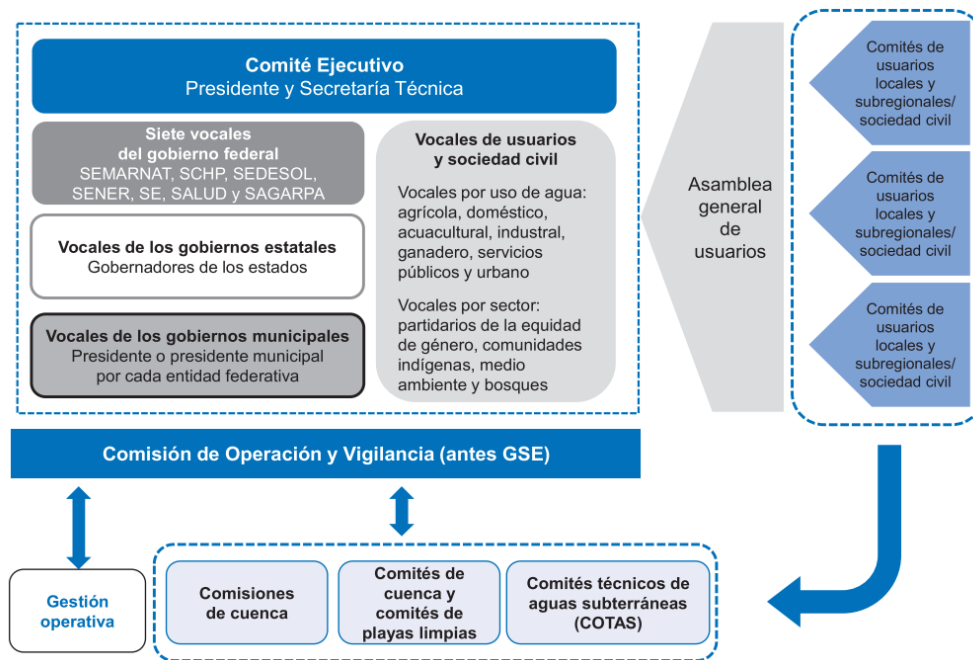 Comité Ejecutivo
Presidente y Secretaría Técnica
Siete vocales
del gobierno federal
SEMARNAT, SCHP, SEDESOL,
SENER, SE, SALUD y SAGARPA
Vocales de los gobiernos estatales
Gobernadores de los estados
Vocales de los gobiernos municipales
Presidente o presidente municipal
por cada entidad federativa
Vocales de usuarios
y sociedad civil
Vocales por uso de agua:
agrícola, doméstico,
acuacultural, industral,
ganadero, servicios
públicos y urbano
Vocales por sector:
partidarios de la equidad
de género, comunidades
indígenas, medio
ambiente y bosques
Asamblea
general
de
usuarios
Comités de
usuarios
locales y
subregionales/
sociedad civil
Comités de
usuarios
locales y
subregionales/
sociedad civil
Comités de
usuarios
locales y
subregionales/
sociedad civil
Comisión de Operación y Vigilancia (antes GSE)
Gestión
operativa
Comisiones
de cuenca
Comités de
cuenca y
comités de
playas limpias
Comités técnicos de
aguas subterráneas
(COTAS)